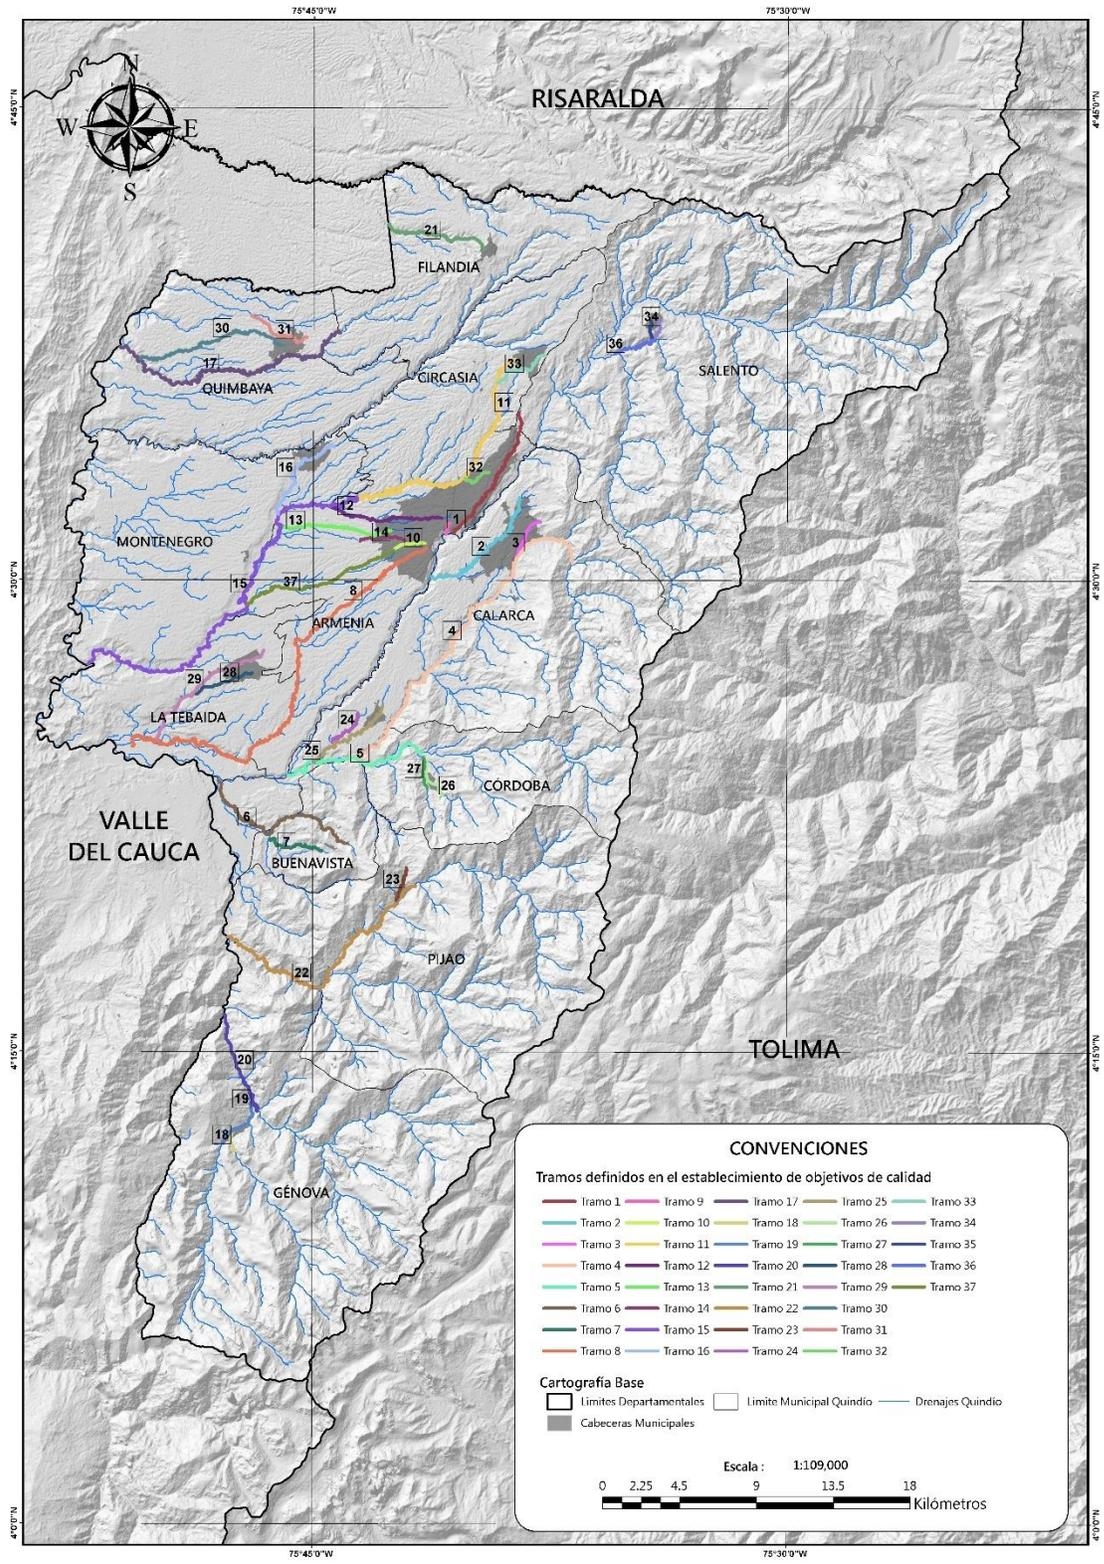 75°45'0"W 75°30'0"W
4°45'0"N 4°45'0"N
N
W E
S
RISARALDA
21
FILANDIA
30 31
34
36
17
QUIMBAYA
33
CIRCASIA
SALENTO
11
16
32
12
13
1
14
10
MONTENEGRO
2
3
15
37
4°30'0"N 4°30'0"N
8
ARMENIA
CALARCA
4
29
28
LA TEBAIDA
24
25
5
27
26
CÓRDOBA
VALLE
DEL CAUCA
6
7
BUENAVISTA
23
22
PIJAO
TOLIMA
4°15'0"N 4°15'0"N
20
19
18
GÉNOVA
CONVENCIONES
Tramos definidos en el establecimiento de objetivos de calidad
Tramo 1 Tramo 9 Tramo 17 Tramo 25 Tramo 33
Tramo 2 Tramo 10 Tramo 18 Tramo 26 Tramo 34
Tramo 3 Tramo 11 Tramo 19 Tramo 27 Tramo 35
Tramo 4 Tramo 12 Tramo 20 Tramo 28 Tramo 36
Tramo 5 Tramo 13 Tramo 21 Tramo 29 Tramo 37
Tramo 6 Tramo 14 Tramo 22 Tramo 30
Tramo 7 Tramo 15 Tramo 23 Tramo 31
Tramo 8 Tramo 16 Tramo 24 Tramo 32
Cartografía Base
Limites Departamentales Limite Municipal Quindío Drenajes Quindío
Cabeceras Municipales
Escala : 1:109,000
0 2.25 4.5 9 13.5 18
Kilómetros
4°0'0"N 4°0'0"N
75°45'0"W 75°30'0"W